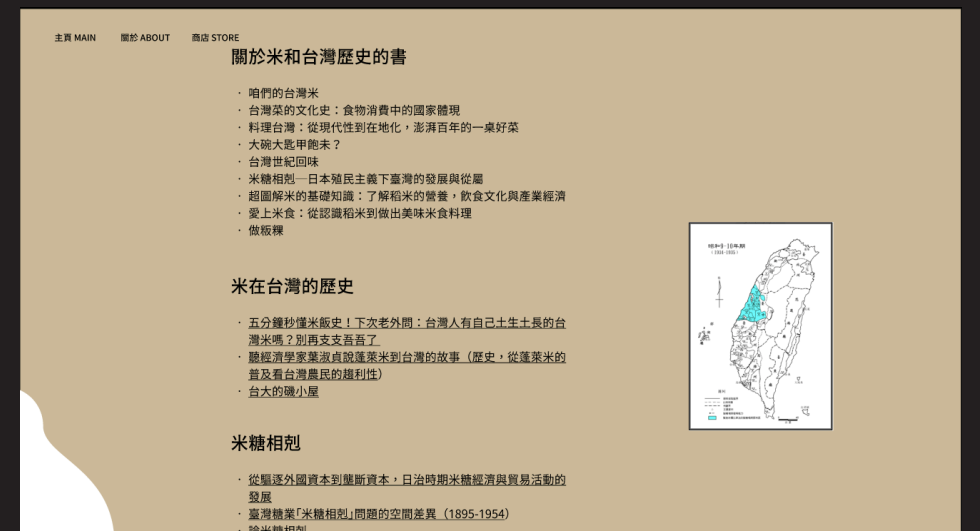 主頁 MAIN 關於 ABOUT 商店 STORE
關於米和台灣歷史的書
· 咱們的台灣米
· 台灣菜的文化史：食物消費中的國家體現
· 料理台灣：從現代性到在地化，澎湃百年的一桌好菜
· 大碗大匙呷飽未？
· 台灣世紀回味
· 米糖相剋─日本殖民主義下臺灣的發展與從屬
· 超圖解米的基礎知識：了解稻米的營養，飲食文化與產業經濟
· 愛上米食：從認識稻米到做出美味米食料理
· 做粄粿
米在台灣的歷史
· 五分鐘秒懂米飯史！下次老外問：台灣人有自己土生土長的台
灣米嗎？別再支支吾吾了
· 聽經濟學家葉淑貞說蓬萊米到台灣的故事（歷史，從蓬萊米的
普及看台灣農民的趨利性）
· 台大的磯小屋
米糖相剋
· 從驅逐外國資本到壟斷資本，日治時期米糖經濟與貿易活動的
發展
· 臺灣糖業「米糖相剋」問題的空間差異（1895-1954）
· 論米糖相剋